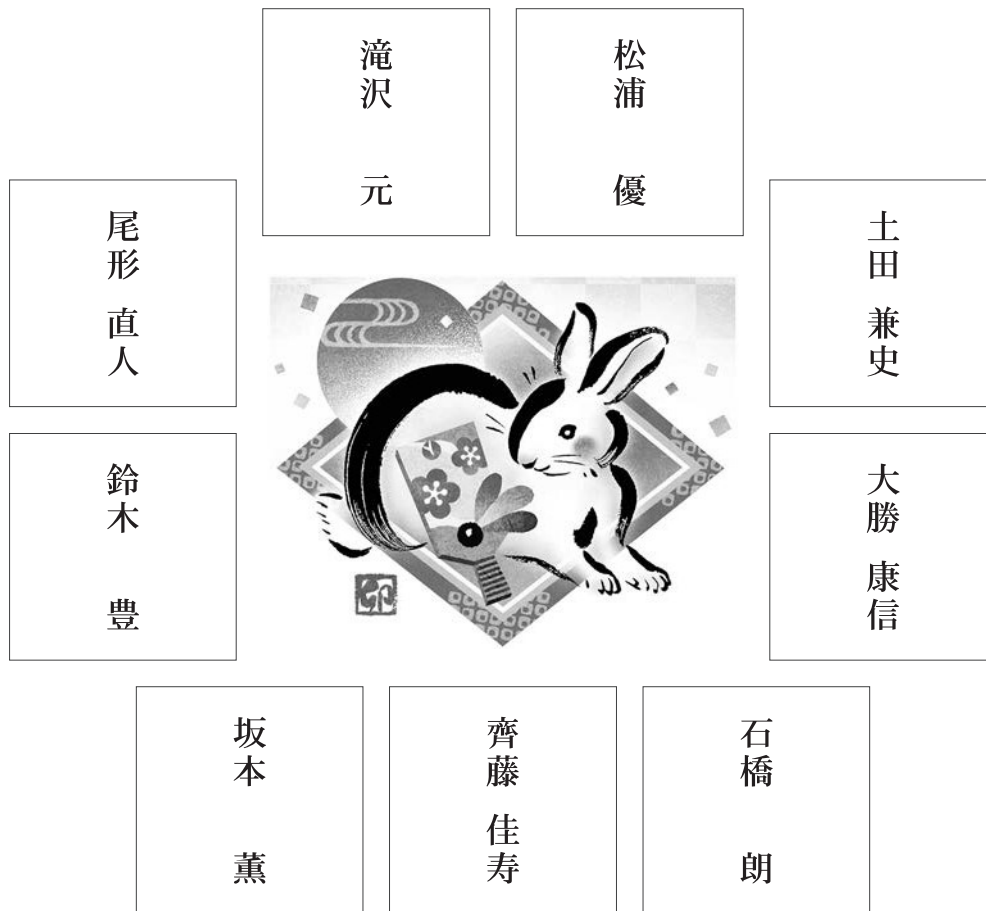 松浦 優
滝沢 元
土田 兼史
尾形 直人
大勝 康信
鈴木 豊
石橋 朗
齊藤 佳寿
坂本 薫
卯